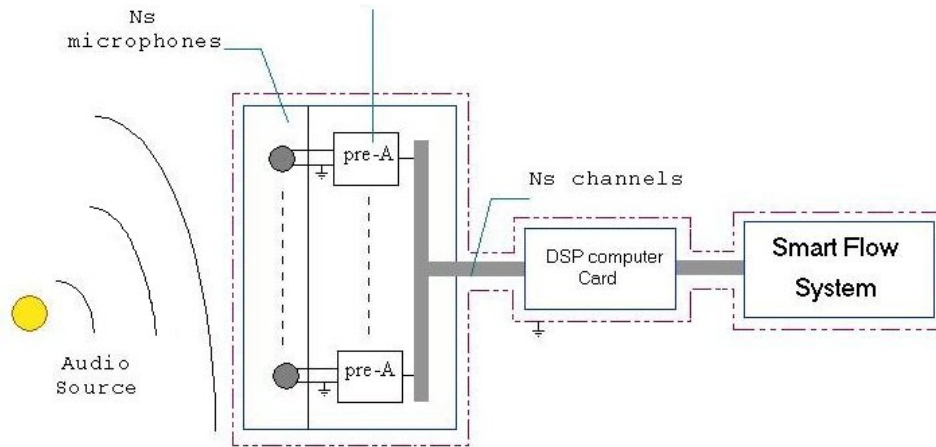 Ns
microphones
pre-A
Ns channels
DSP computer
Card
Smart Flow
System
pre-A
Audio
Source